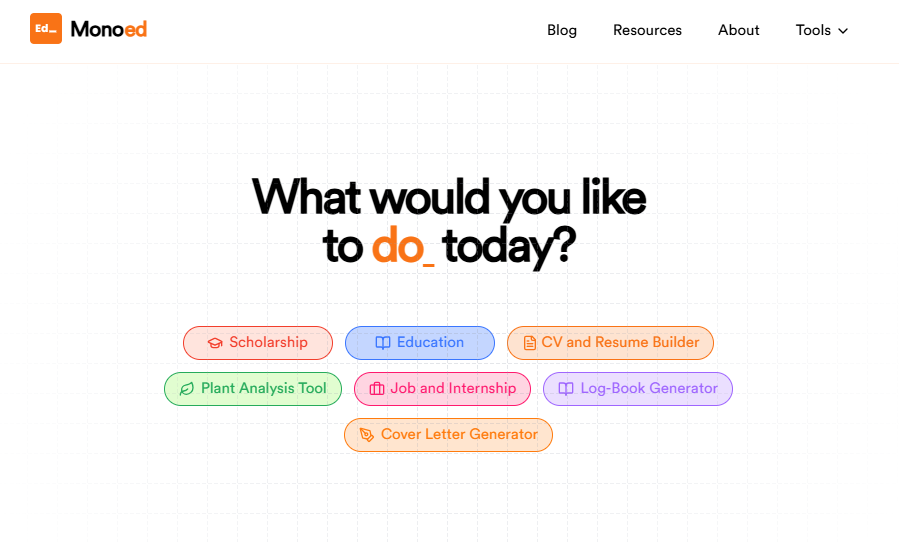 Ed_ Monoed Blog Resources About Tools
What would you like
to do_ today?
Scholarship Education CV and Resume Builder
Plant Analysis Tool Job and Internship Log-Book Generator
Cover Letter Generator